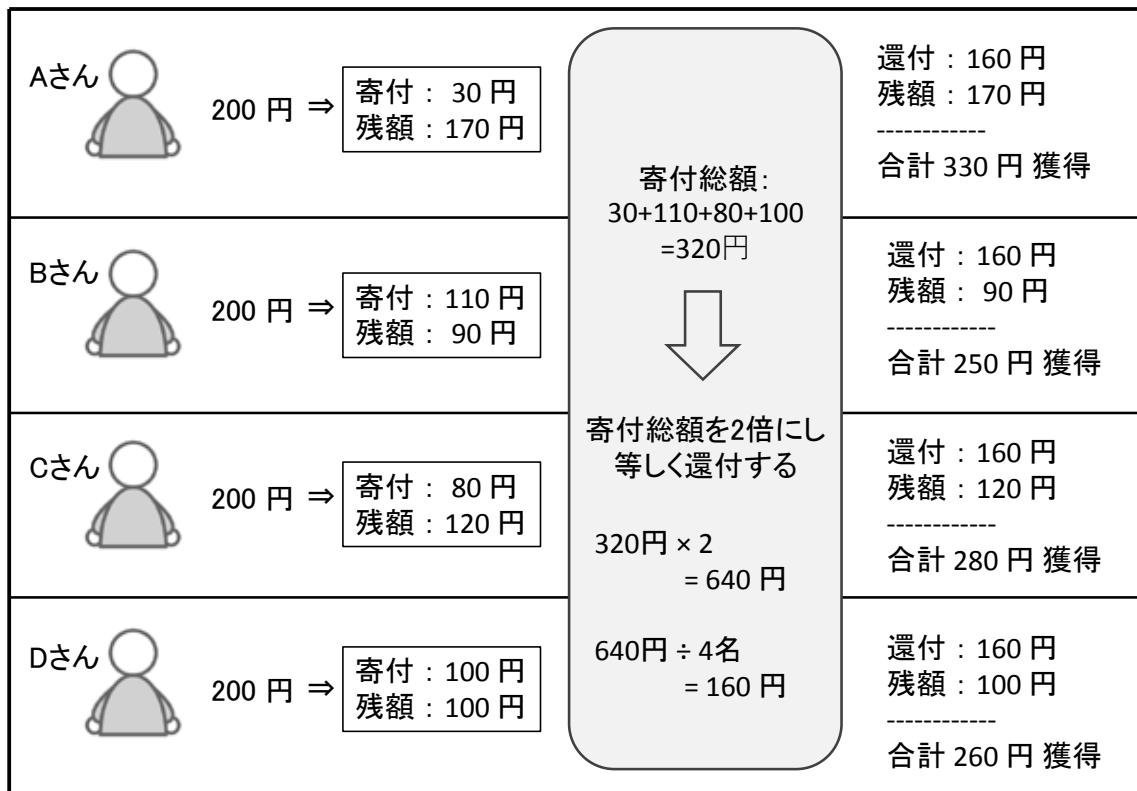 Aさん
200 円 ⇒
寄付 : 30 円
残額 : 170 円
還付 : 160 円
残額 : 170 円
------------
合計 330 円 獲得
Bさん
200 円 ⇒
寄付 : 110 円
残額 : 90 円
還付 : 160 円
残額 : 90 円
------------
合計 250 円 獲得
Cさん
200 円 ⇒
寄付 : 80 円
残額 : 120 円
還付 : 160 円
残額 : 120 円
------------
合計 280 円 獲得
Dさん
200 円 ⇒
寄付 : 100 円
残額 : 100 円
還付 : 160 円
残額 : 100 円
------------
合計 260 円 獲得
寄付総額:
30+110+80+100
=320円
寄付総額を2倍にし
等しく還付する
320円 × 2
= 640 円
640円 ÷ 4名
= 160 円